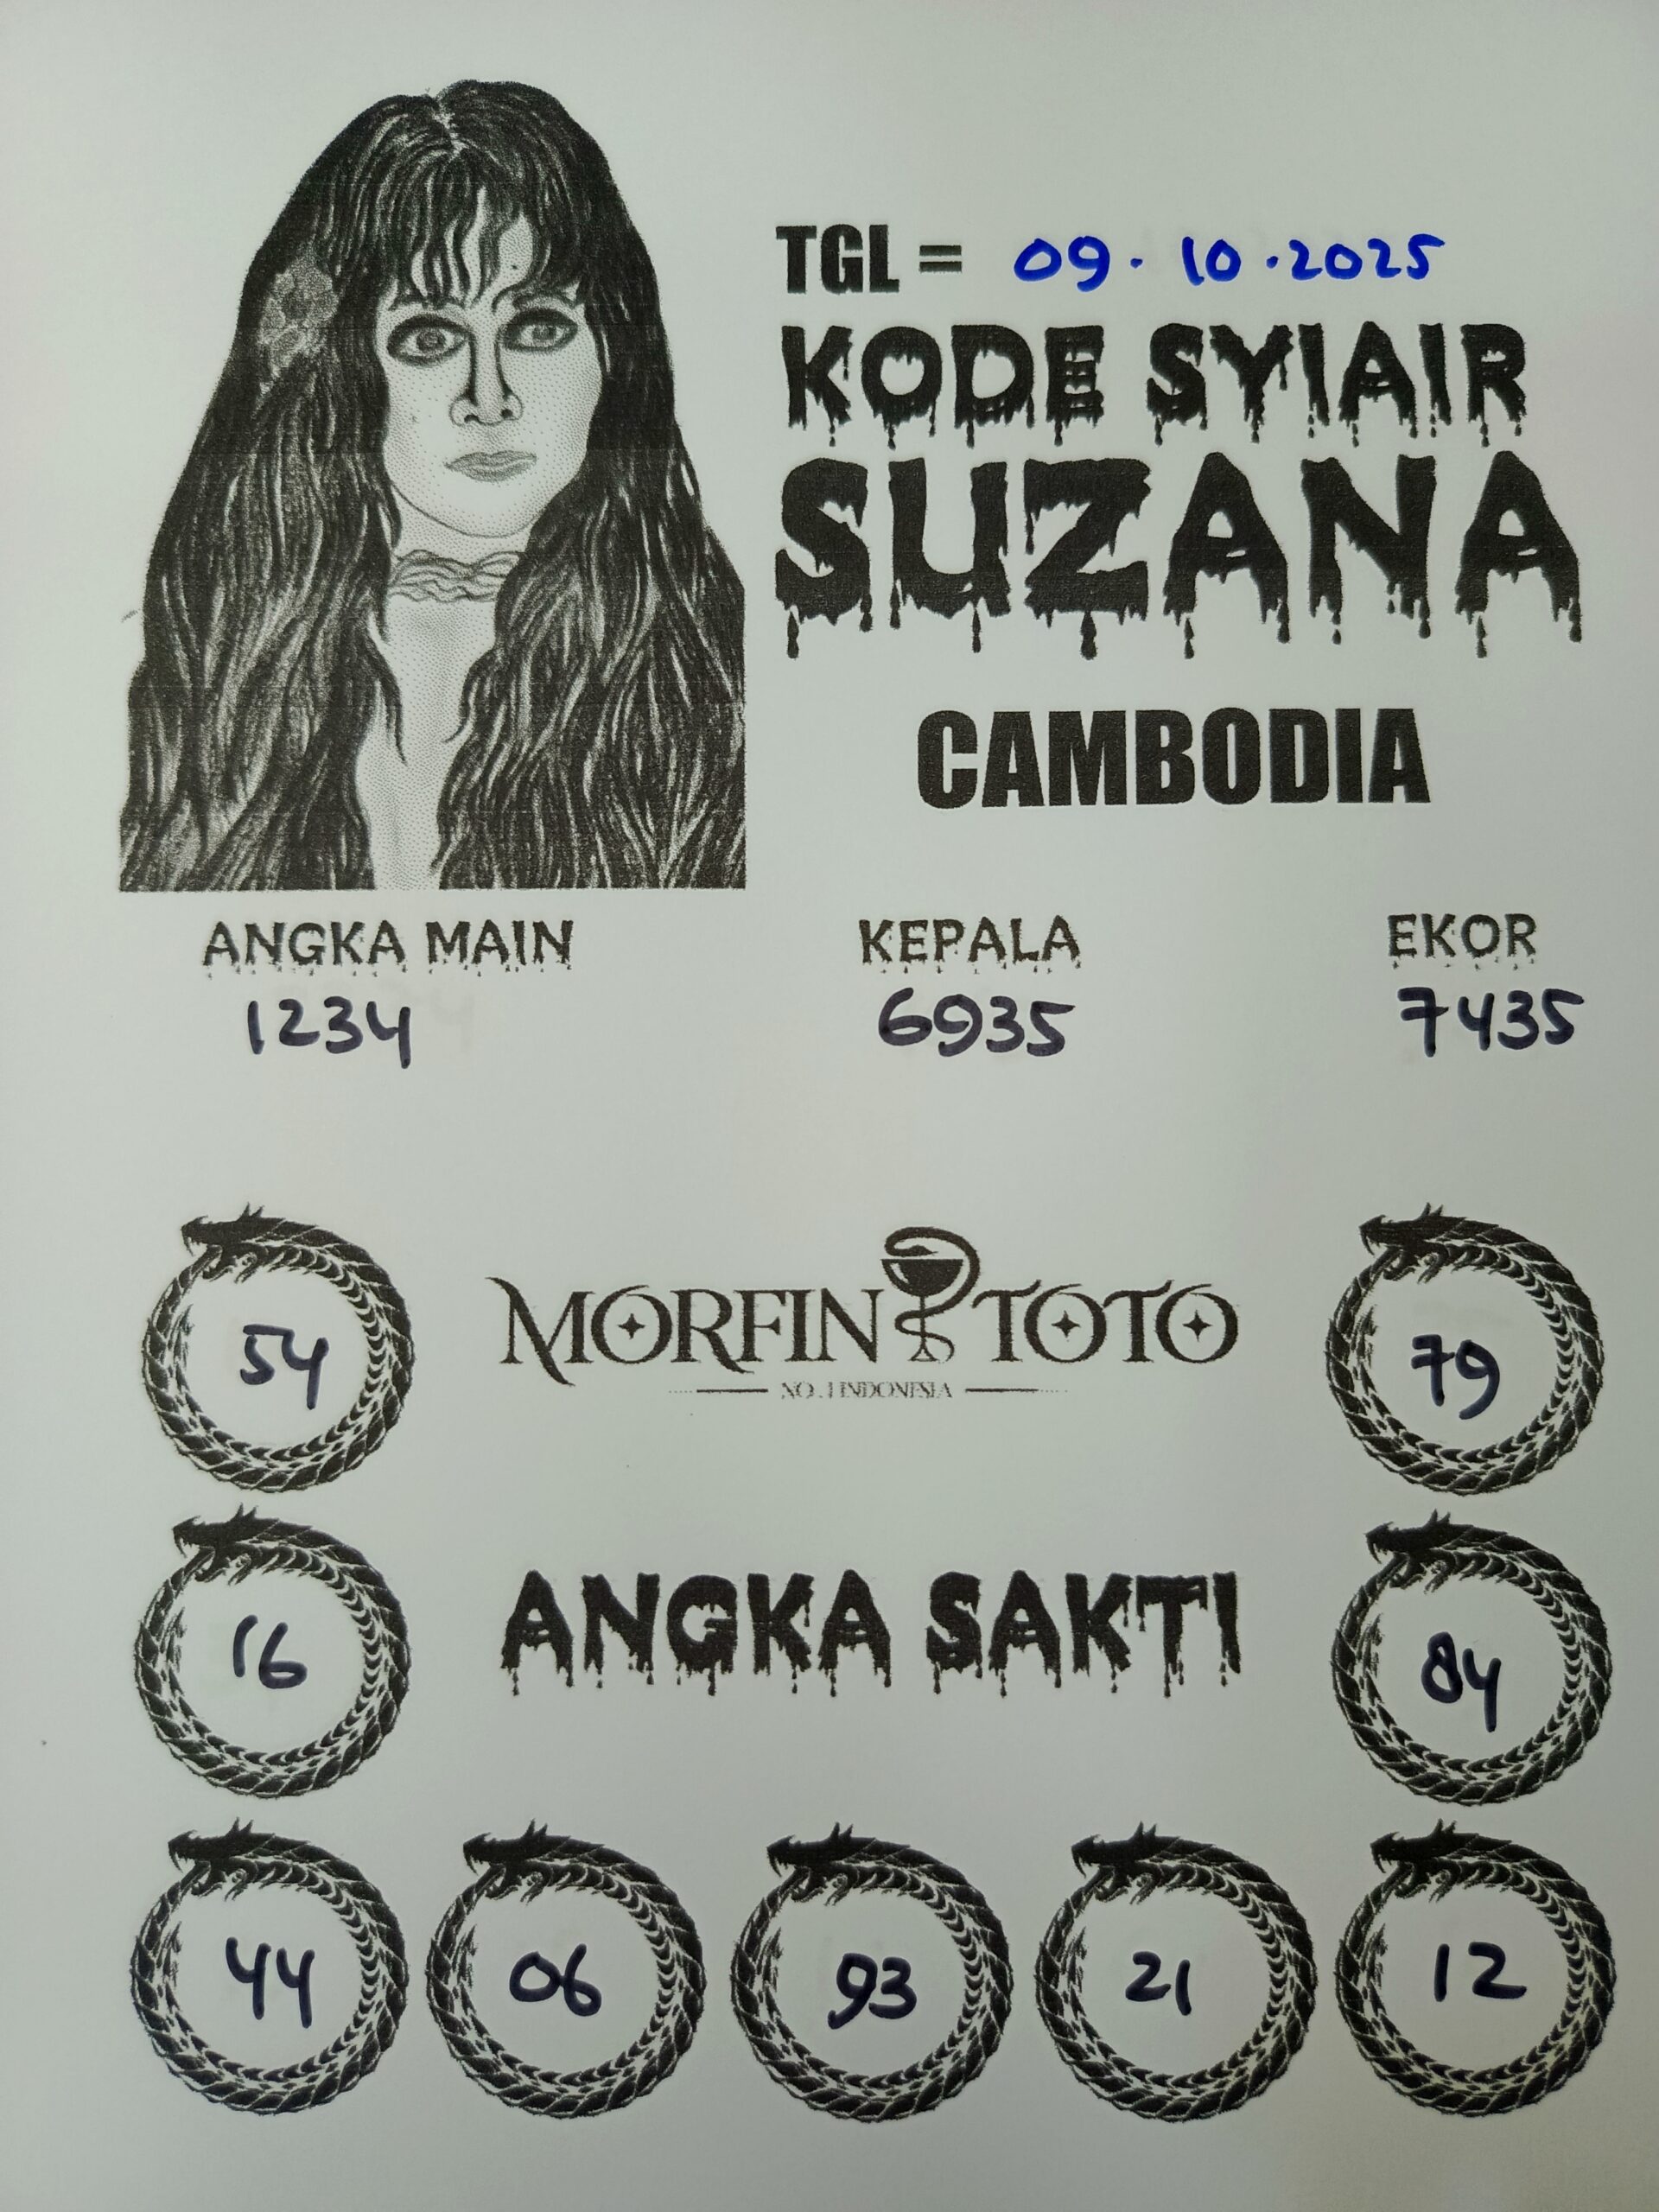 TGL = 09.10.2025
KODE SYIAIR
SUZANA
CAMBODIA
ANGKA MAIN KEPALA EKOR
1234 6935 7435
54 MORFIN TOTO 79
NO.1 INDONESIA
16 ANGKA SAKTI 84
44 06 93 21 12